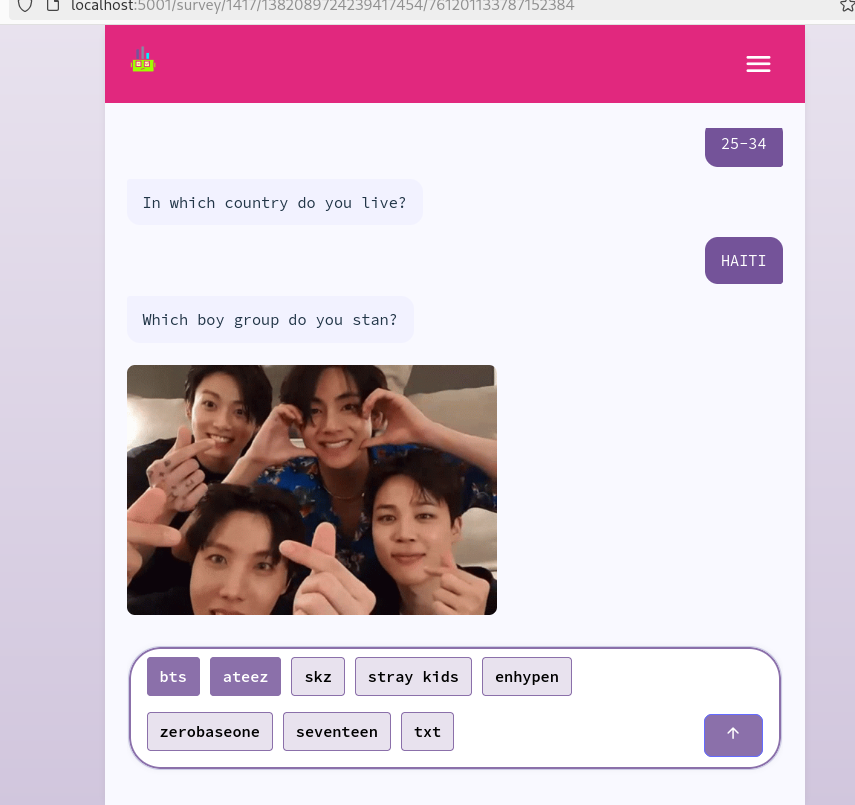 localhost:5001/survey/1417/1382089724239417454/761201133787152384
25-34
In which country do you live?
HAITI
Which boy group do you stan?
bts ateez skz stray kids enhypen
zerobaseone seventeen txt